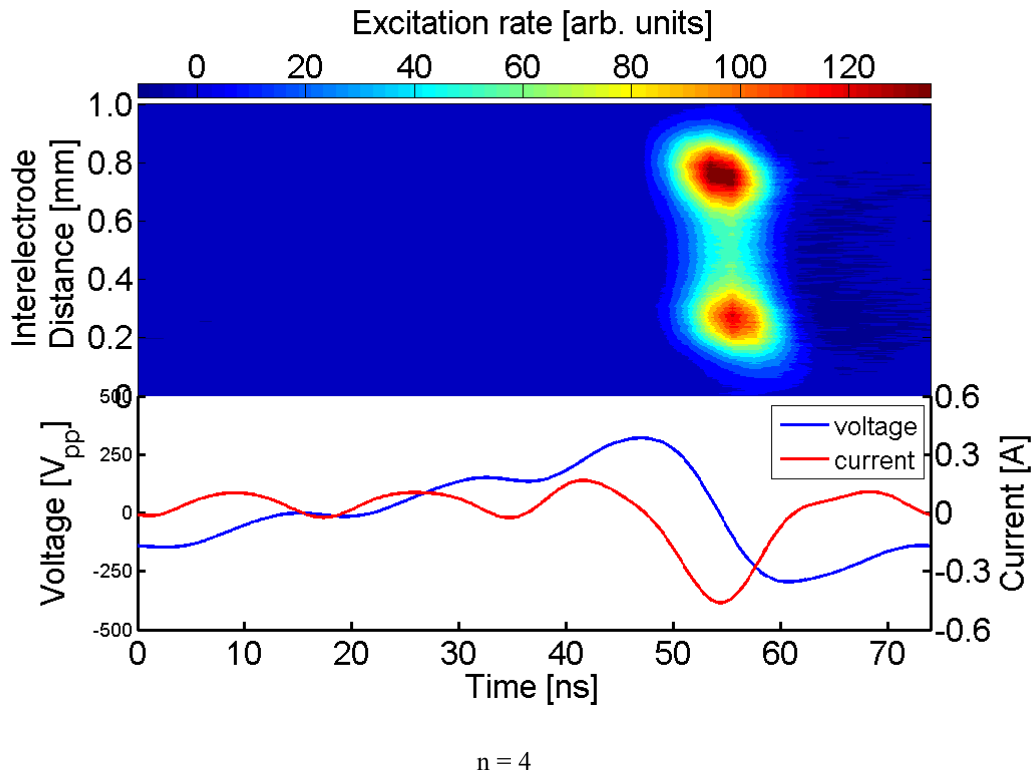 Excitation rate [arb. units]
0 20 40 60 80 100 120
Interelectrode
Distance [mm]
1.0
0.8
0.6
0.4
0.2
0
Voltage [Vpp]
500
250
0
-250
-500
voltage
current
0.6
0.3
0
-0.3
-0.6
Current [A]
0 10 20 30 40 50 60 70
Time [ns]
n = 4